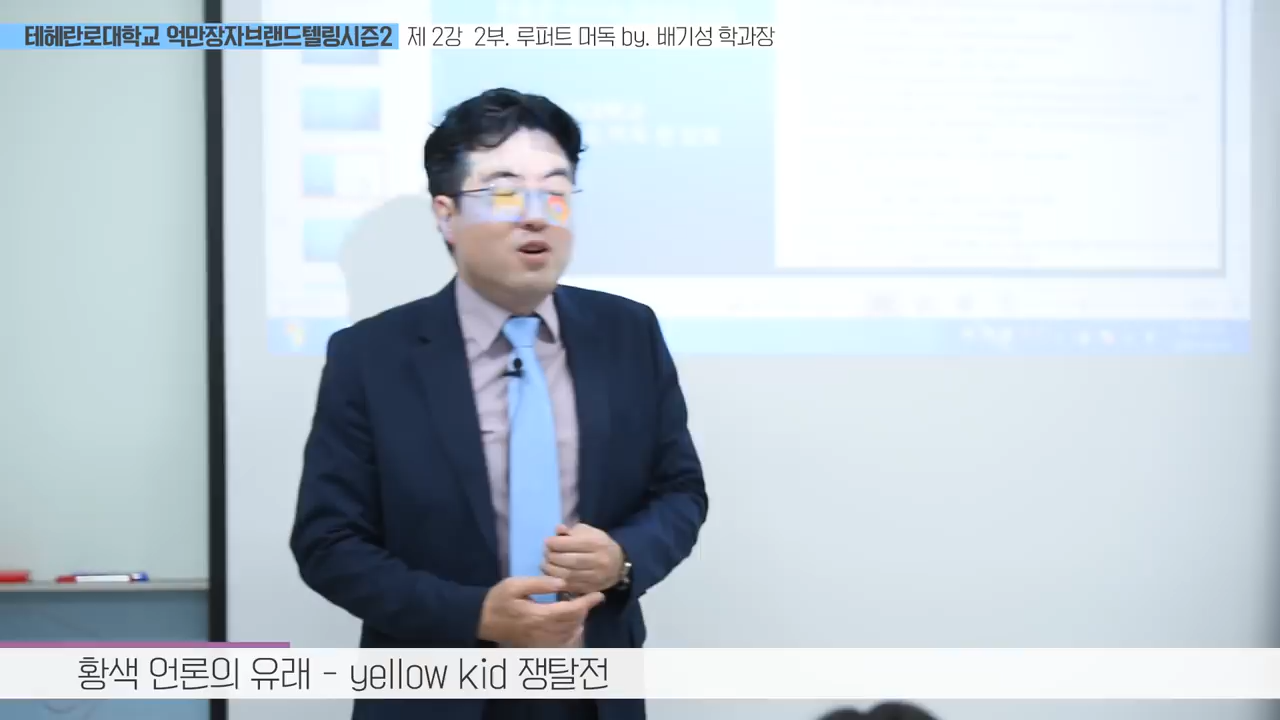 테헤란로대학교 억만장자브랜드텔링시즌2 제 2강 2부. 루퍼트 머독 by. 배기성 학과장
황색 언론의 유래 - yellow kid 쟁탈전